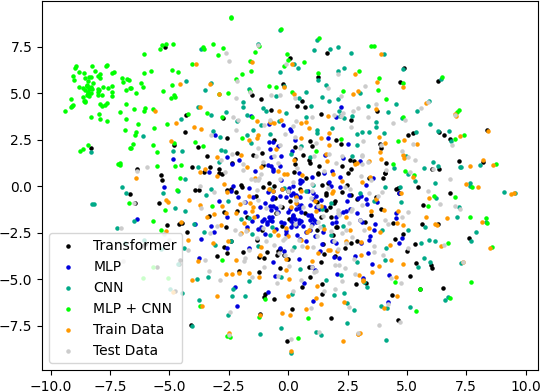 7.5
5.0
2.5
0.0
−2.5
−5.0
−7.5
Transformer
MLP
CNN
MLP + CNN
Train Data
Test Data
−10.0 −7.5 −5.0 −2.5 0.0 2.5 5.0 7.5 10.0